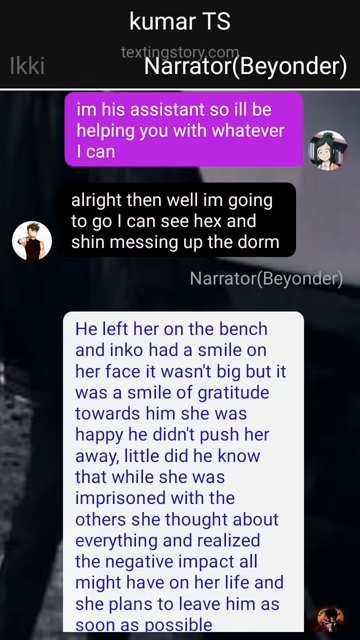 kumar TS
textingstory.com
Ikki
Narrator(Beyonder)
im his assistant so ill be
helping you with whatever
I can
alright then well im going
to go I can see hex and
shin messing up the dorm
Narrator(Beyonder)
He left her on the bench
and inko had a smile on
her face it wasn't big but it
was a smile of gratitude
towards him she was
happy he didn't push her
away, little did he know
that while she was
imprisoned with the
others she thought about
everything and realized
the negative impact all
might have on her life and
she plans to leave him as
soon as possible